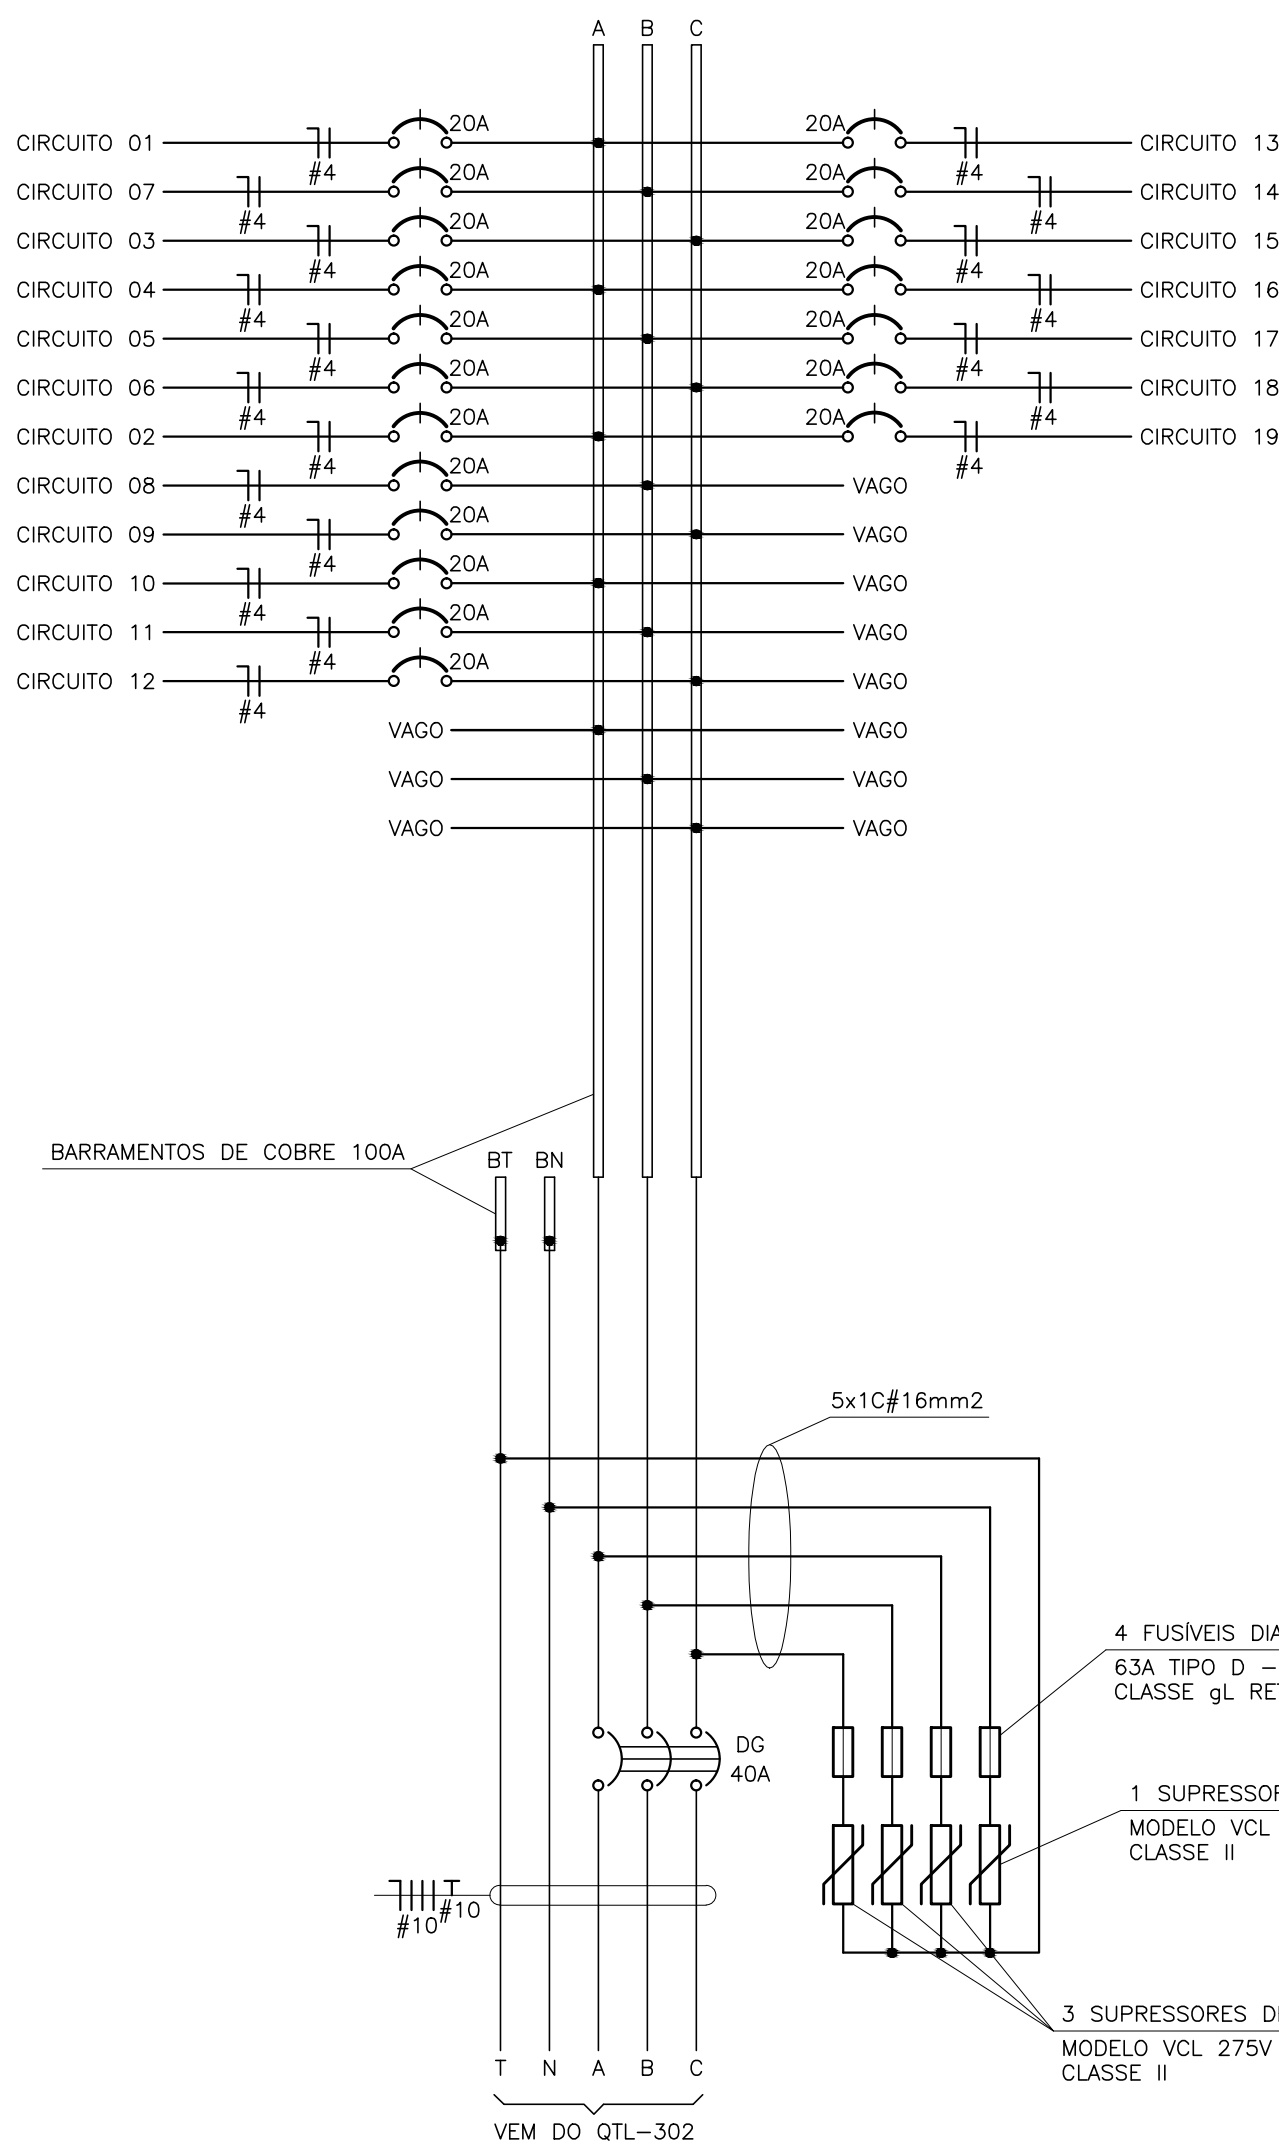 A B C
CIRCUITO 01 #4 20A 20A #4 CIRCUITO 13
CIRCUITO 07 #4 20A 20A #4 CIRCUITO 14
CIRCUITO 03 #4 20A 20A #4 CIRCUITO 15
CIRCUITO 04 #4 20A 20A #4 CIRCUITO 16
CIRCUITO 05 #4 20A 20A #4 CIRCUITO 17
CIRCUITO 06 #4 20A 20A #4 CIRCUITO 18
CIRCUITO 02 #4 20A 20A #4 CIRCUITO 19
CIRCUITO 08 #4 20A VAGO
CIRCUITO 09 #4 20A VAGO
CIRCUITO 10 #4 20A VAGO
CIRCUITO 11 #4 20A VAGO
CIRCUITO 12 #4 20A VAGO
VAGO VAGO
VAGO VAGO
VAGO VAGO
BARRAMENTOS DE COBRE 100A
BT BN
5x1C#16mm2
4 FUSÍVEIS
63A TIPO D –
CLASSE gL
DG
40A
1
MODELO VCL
CLASSE II
#10 #10
3 SUPRESSORES
MODELO VCL 275V
CLASSE II
T N A B C
VEM DO QTL–302